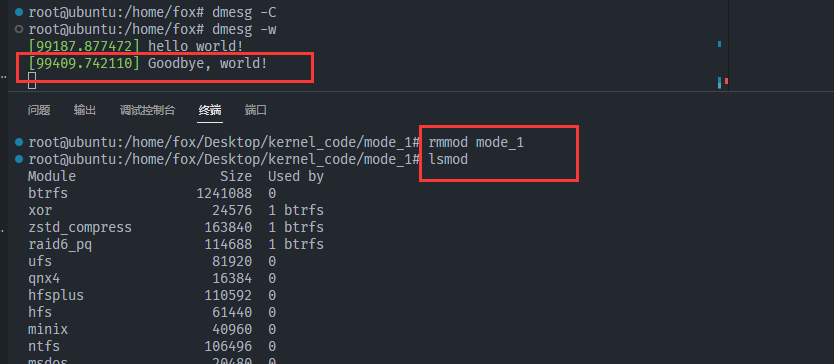 root@ubuntu:/home/fox# dmesg -C
root@ubuntu:/home/fox# dmesg -w
[99187.877472] hello world!
[99409.742110] Goodbye, world!
问题 输出 调试控制台 终端 端口
root@ubuntu:/home/fox/Desktop/kernel_code/mode_1# rmmod mode_1
root@ubuntu:/home/fox/Desktop/kernel_code/mode_1# lsmod
Module Size Used by
btrfs 1241088 0
xor 24576 1 btrfs
zstd_compress 163840 1 btrfs
raid6_pq 114688 1 btrfs
ufs 81920 0
qnx4 16384 0
hfsplus 110592 0
hfs 61440 0
minix 40960 0
ntfs 106496 0
msdos 20480 0